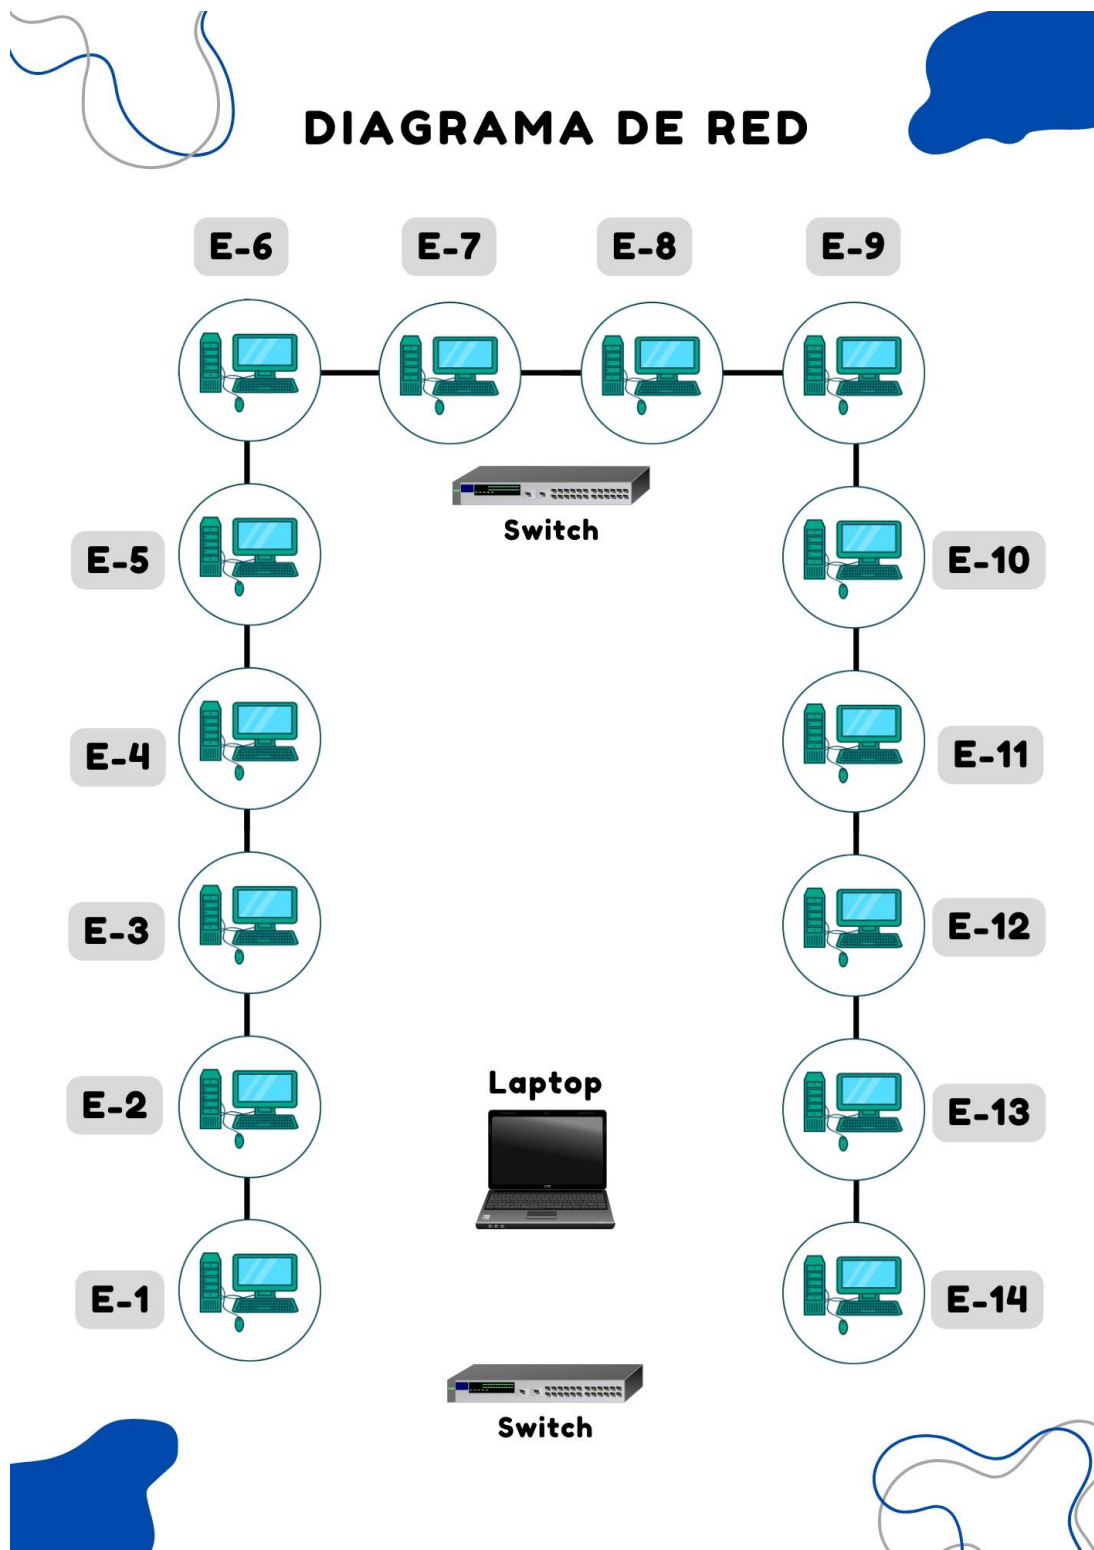 DIAGRAMA DE RED
E-6
E-7
E-8
E-9
Switch
E-5
E-10
E-4
E-11
E-3
E-12
Laptop
E-2
E-13
E-1
E-14
Switch